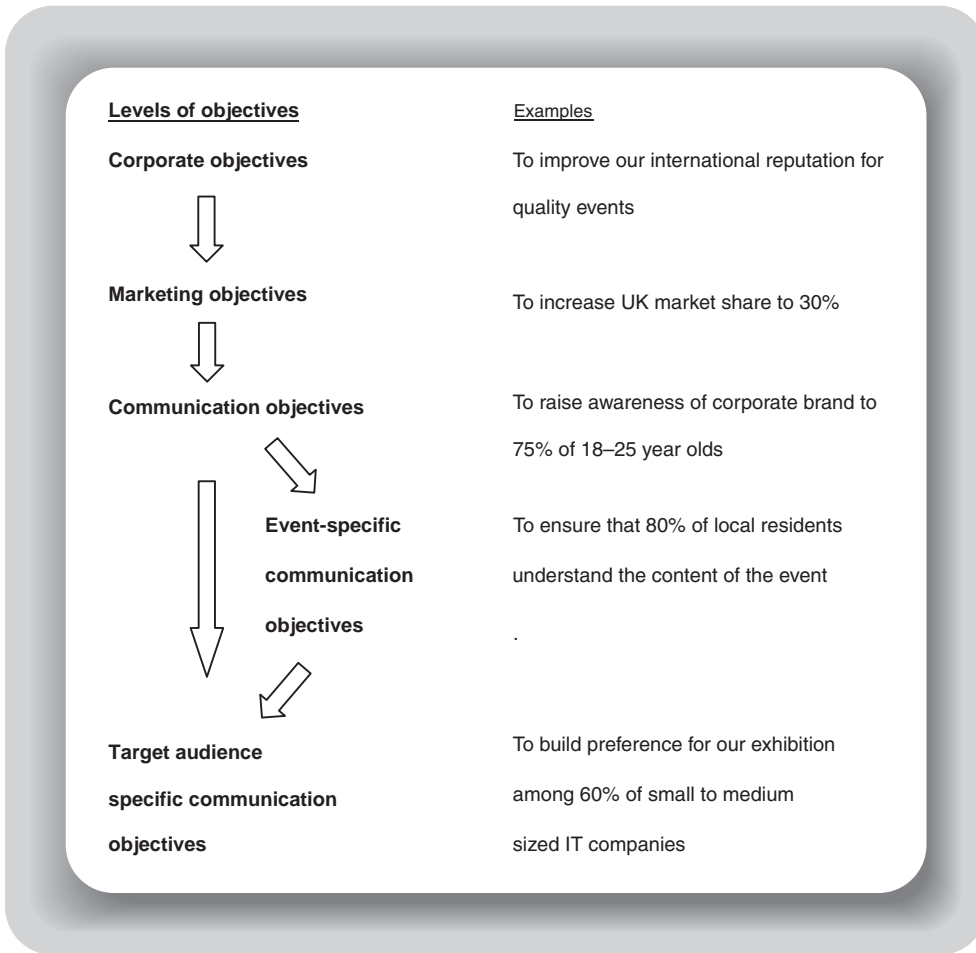 Levels of objectives
Examples
Corporate objectives
To improve our international reputation for
quality events
Marketing objectives
To increase UK market share to 30%
Communication objectives
To raise awareness of corporate brand to
75% of 18–25 year olds
Event-specific
communication
objectives
To ensure that 80% of local residents
understand the content of the event
.
Target audience
specific communication
objectives
To build preference for our exhibition
among 60% of small to medium
sized IT companies